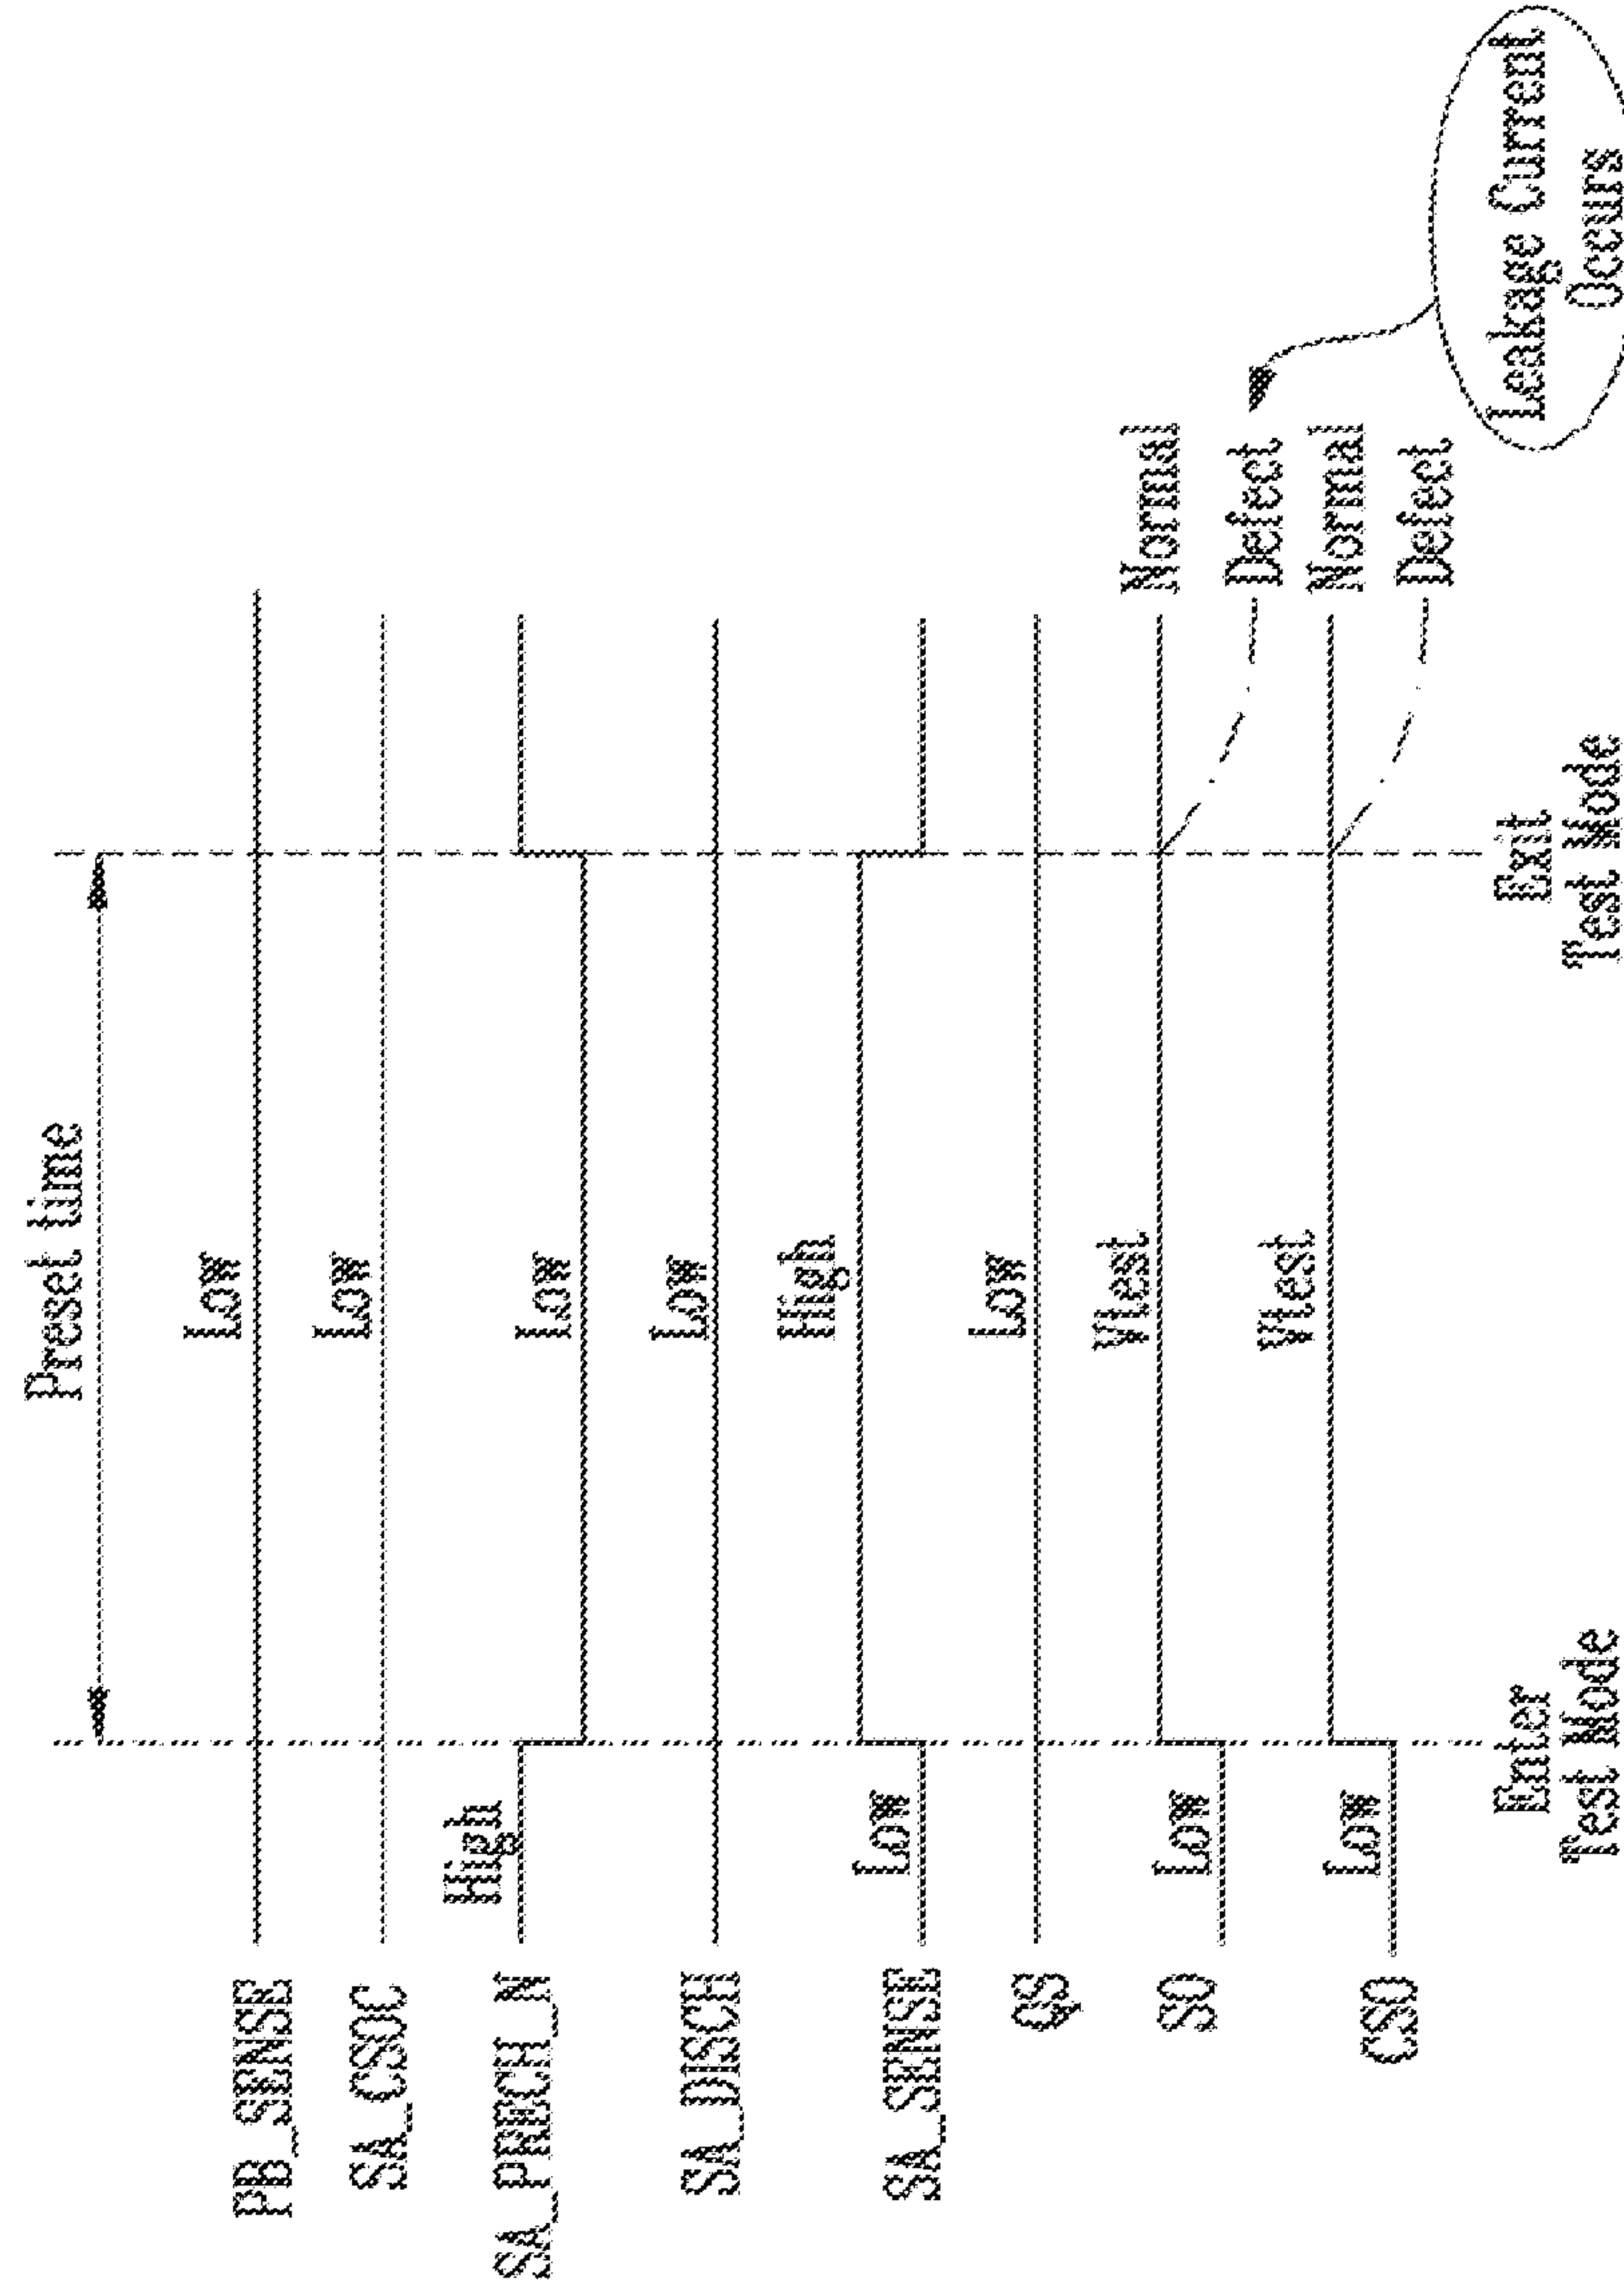 Preset time
PB_SENSE
Low
SA_CSOC
Low
SA_PRECH_N
High
Low
SA_DISCH
Low
SA_SENSE
Low
High
QS
Low
SO
Low
Vtest
Normal
Defect
CSO
Low
Vtest
Normal
Defect
Enter
Test Mode
Exit
Test Mode
Leakage Current
Occurs